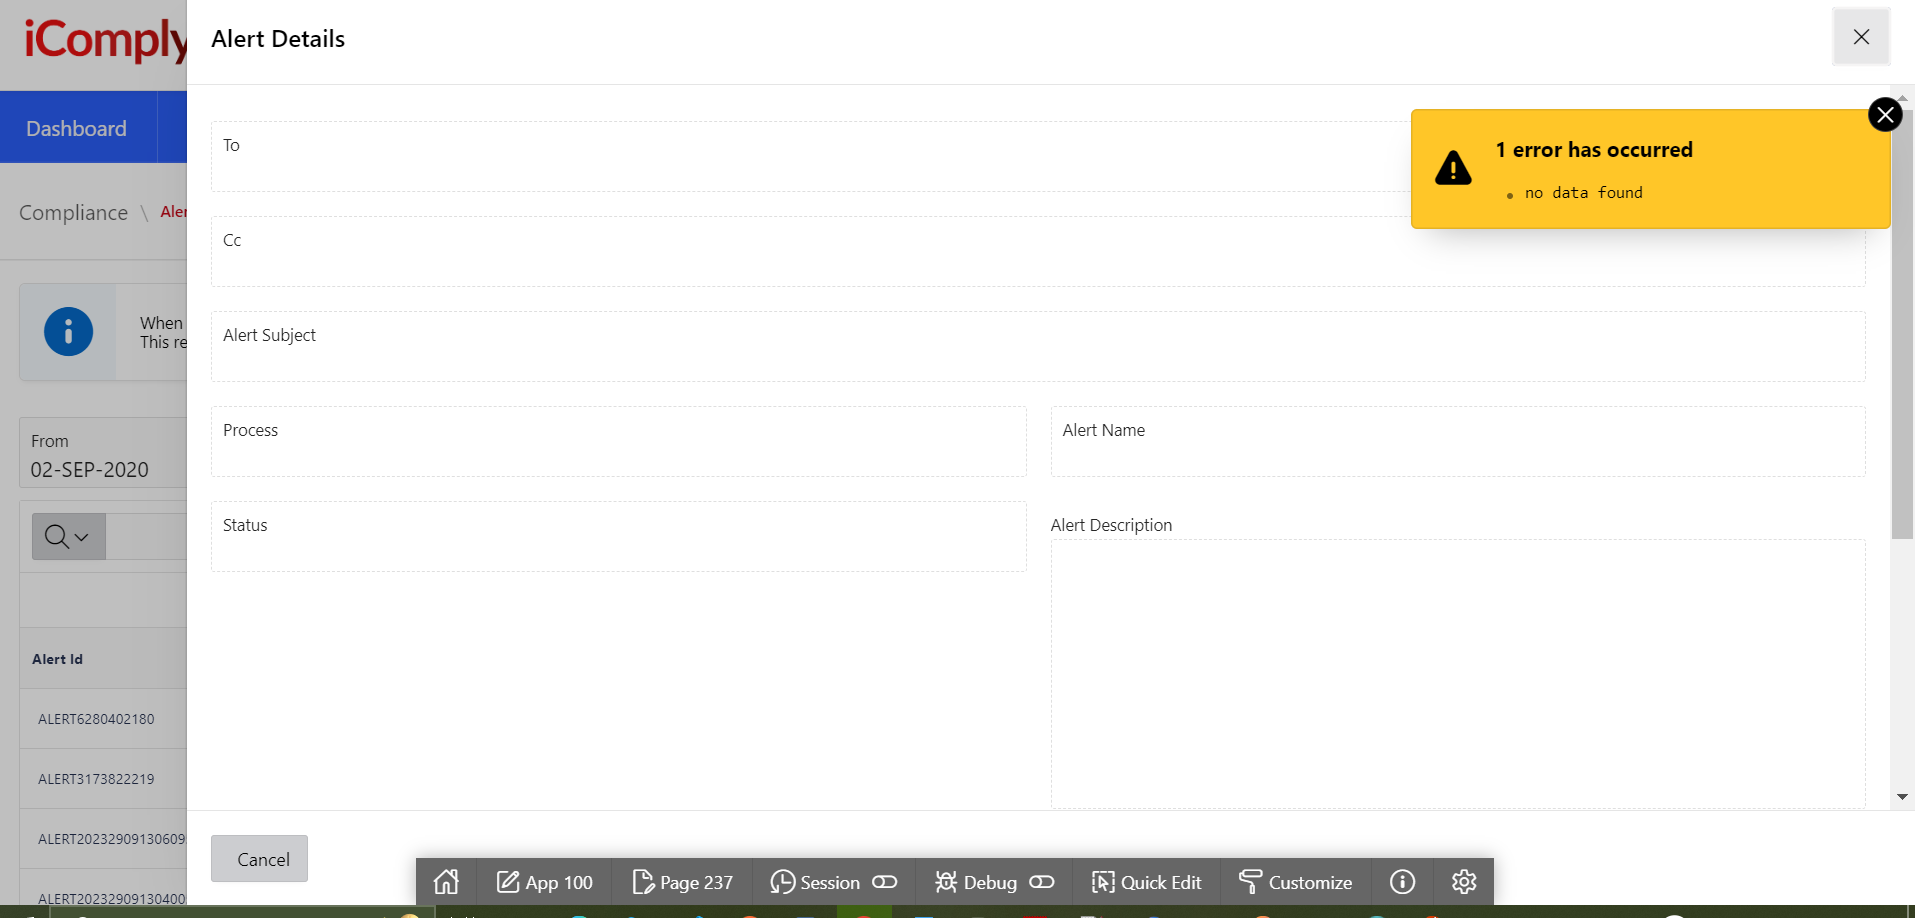 iComply
Alert Details
Dashboard
To
1 error has occurred
no data found
Compliance \ Aler
Cc
When
This re
Alert Subject
From
02-SEP-2020
Process
Alert Name
Status
Alert Description
Alert Id
ALERT6280402180
ALERT3173822219
ALERT2023290913060
ALERT20232909130400
Cancel
App 100
Page 237
Session
Debug
Quick Edit
Customize